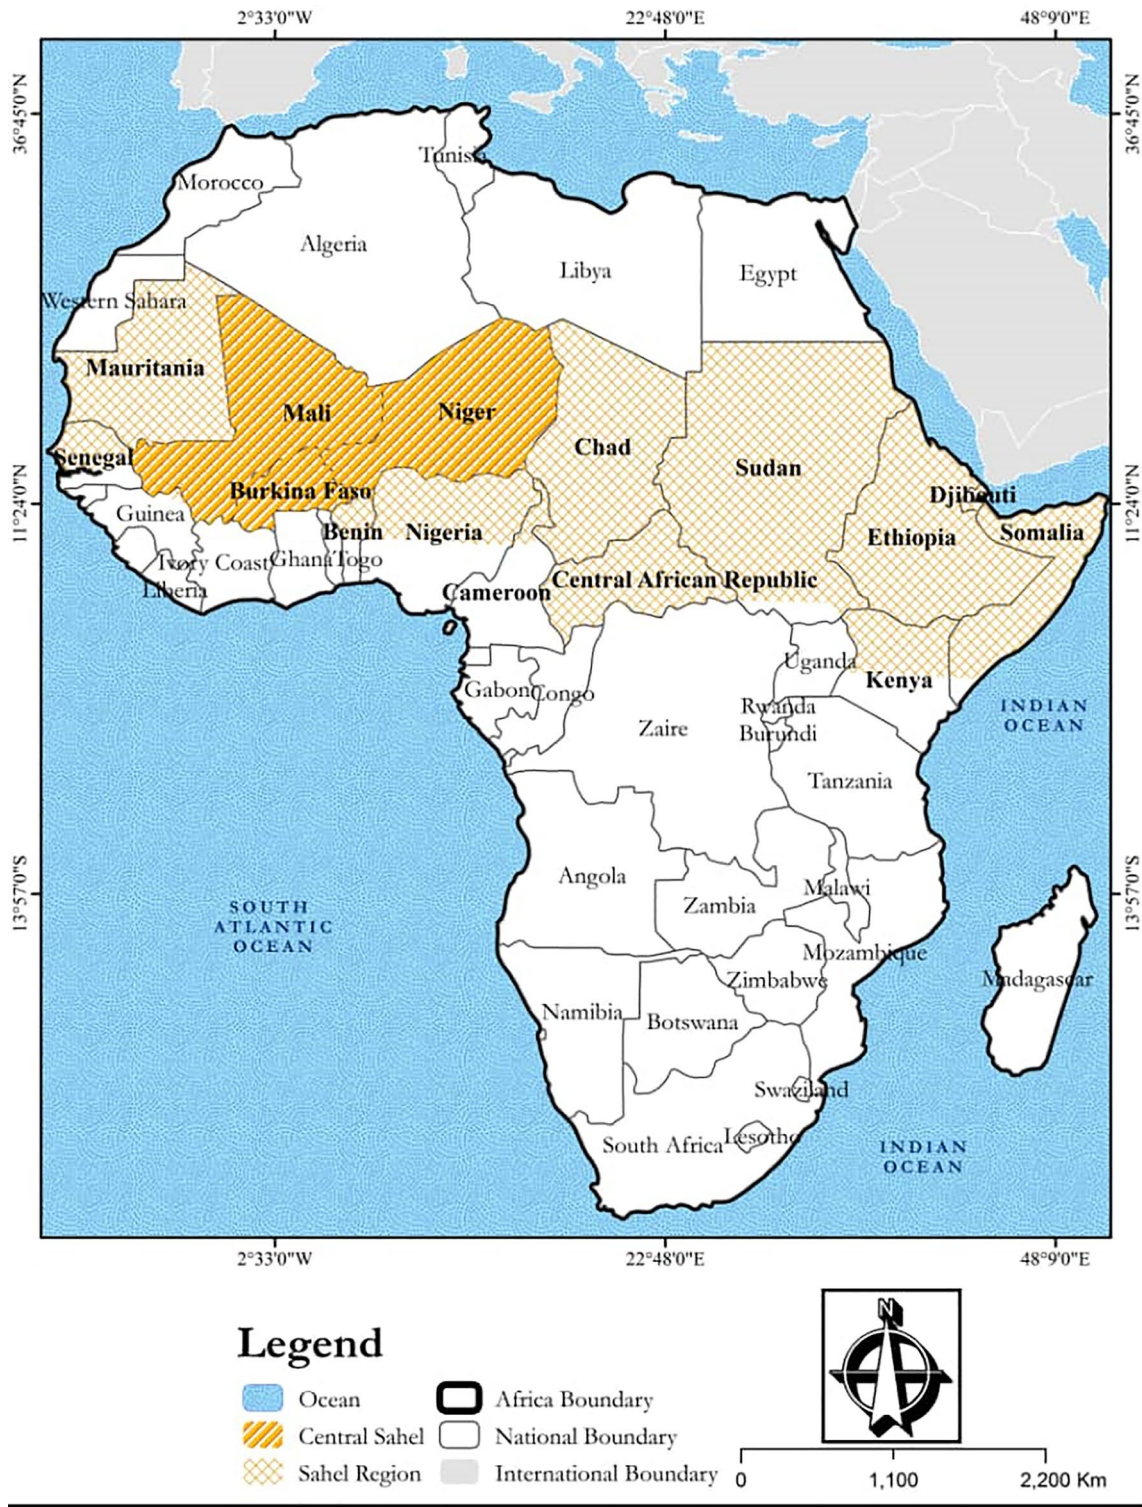 2°33'0"W
22°48'0"E
48°9'0"E
36°45'0"N
36°45'0"N
Tunisia
Morocco
Algeria
Libya
Egypt
Western Sahara
Mauritania
Mali
Niger
Chad
Sudan
Senegal
Burkina Faso
Djibouti
11°24'0"N
11°24'0"N
Guinea
Benin
Nigeria
Ethiopia
Somalia
Ivory Coast
Ghana
Togo
Liberia
Cameroon
Central African Republic
Uganda
Kenya
Gabon
Congo
Rwanda
INDIAN
OCEAN
Zaire
Burundi
Tanzania
Angola
Malawi
13°57'0"S
13°57'0"S
Zambia
SOUTH
ATLANTIC
OCEAN
Mozambique
Zimbabwe
Madagascar
Namibia
Botswana
Swaziland
South Africa
Lesotho
INDIAN
OCEAN
2°33'0"W
22°48'0"E
48°9'0"E
Legend
N
Ocean
Africa Boundary
Central Sahel
National Boundary
Sahel Region
International Boundary
0
1,100
2,200 Km